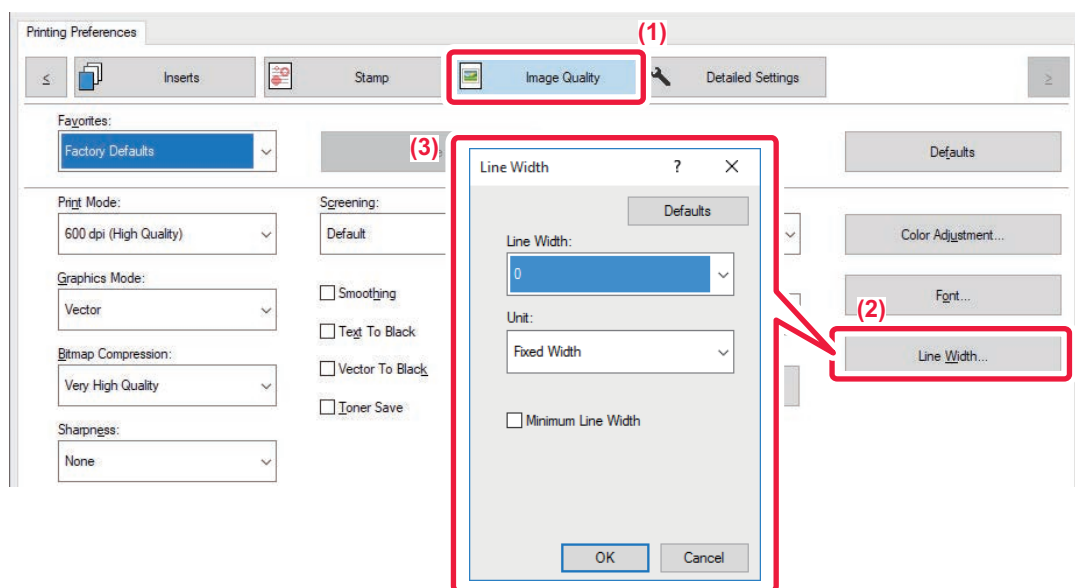 Printing Preferences
(1)
≤
Inserts
Stamp
Image Quality
Detailed Settings
≥
Favorites:
Factory Defaults
Defaults
Print Mode:
600 dpi (High Quality)
Screening:
Default
Color Adjustment...
Graphics Mode:
Vector
Smoothing
Text To Black
Vector To Black
Toner Save
Font...
(2)
Line Width...
Bitmap Compression:
Very High Quality
Sharpness:
None
(3)
Line Width
?
Defaults
Line Width:
0
Unit:
Fixed Width
Minimum Line Width
OK
Cancel